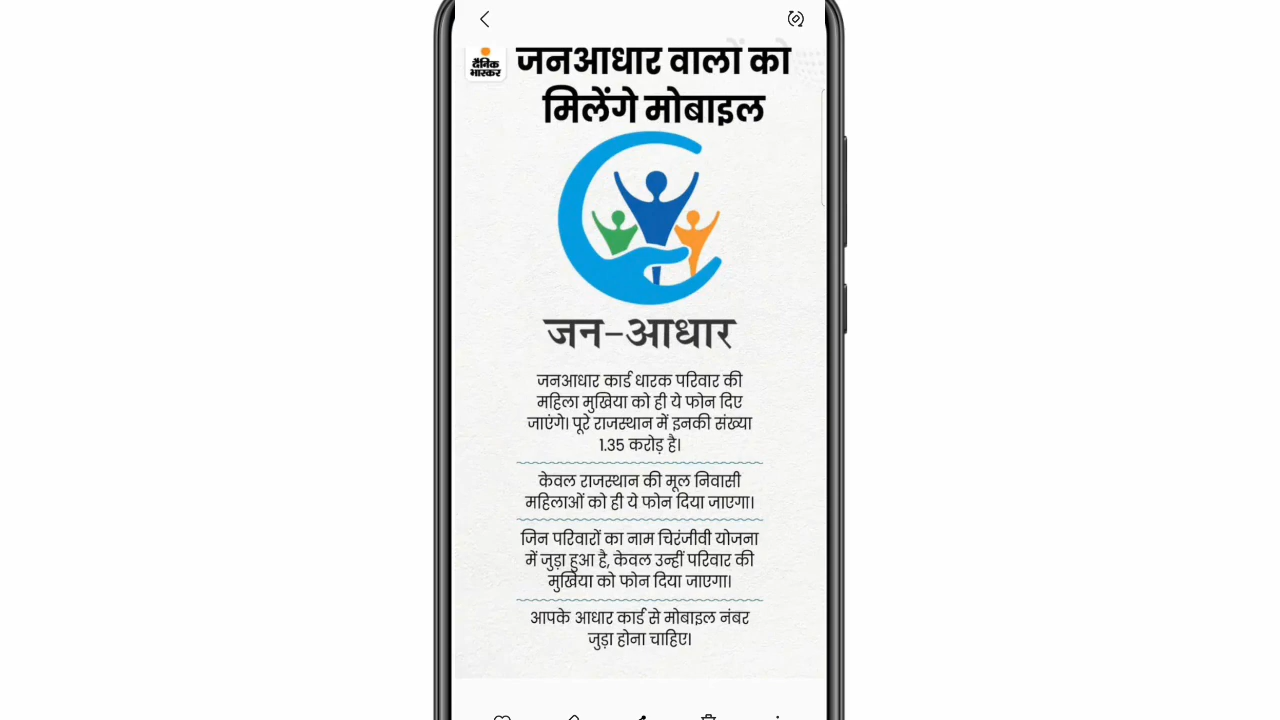 दैनिक
भास्कर
जनआधार वाला का
मिलेंगे मोबाइल
जन-आधार
जनआधार कार्ड धारक परिवार की
महिला मुखिया को ही ये फोन दिए
जाएंगे। पूरे राजस्थान में इनकी संख्या
1.35 करोड़ है।
केवल राजस्थान की मूल निवासी
महिलाओं को ही ये फोन दिया जाएगा।
जिन परिवारों का नाम चिरंजीवी योजना
में जुड़ा हुआ है, केवल उन्हीं परिवार की
मुखिया को फोन दिया जाएगा।
आपके आधार कार्ड से मोबाइल नंबर
जुड़ा होना चाहिए।